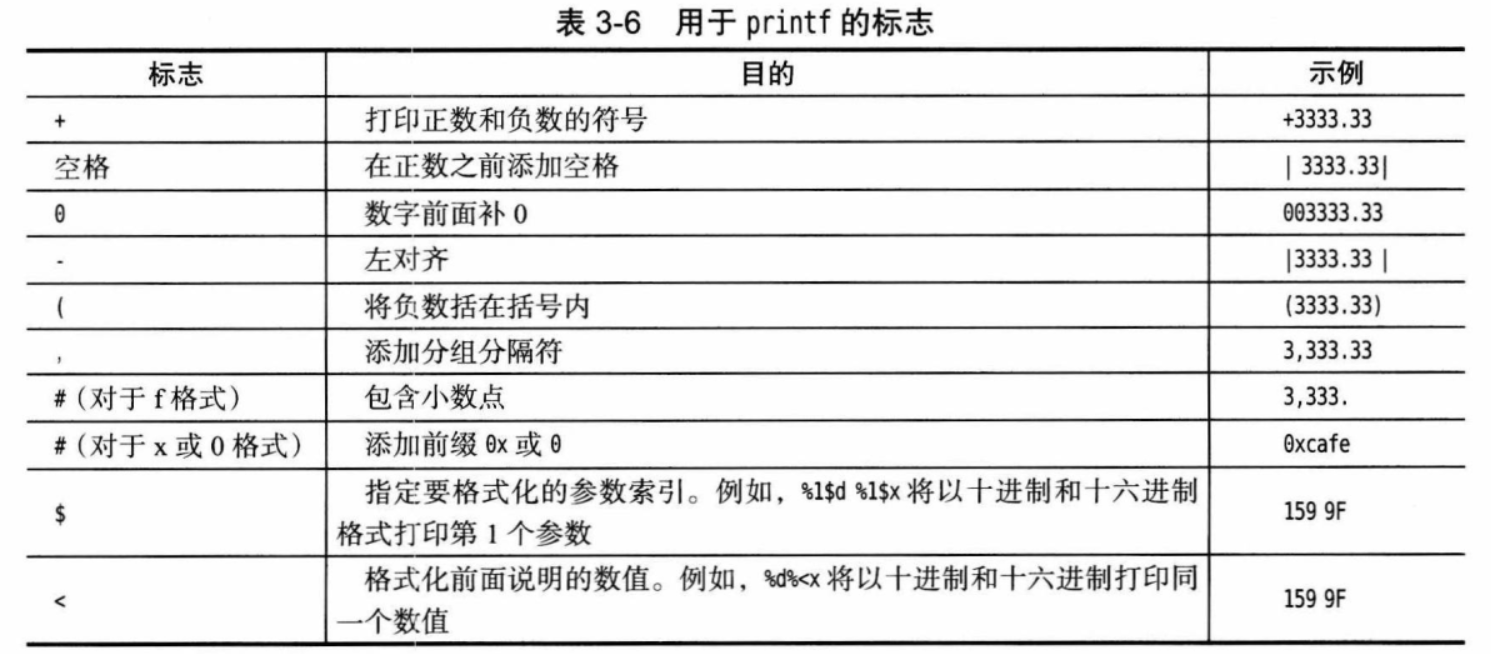 表 3-6 用于 printf 的标志
标志 目的 示例
+ 打印正数和负数的符号 +3333.33
空格 在正数之前添加空格 | 3333.33|
0 数字前面补 0 003333.33
- 左对齐 |3333.33 |
( 将负数括在括号内 (3333.33)
, 添加分组分隔符 3,333.33
#（对于 f 格式） 包含小数点 3,333.
#（对于 x 或 0 格式） 添加前缀 0x 或 0 0xcafe
$ 指定要格式化的参数索引。例如，%1$d %1$x 将以十进制和十六进制
格式打印第 1 个参数 159 9F
< 格式化前面说明的数值。例如，%d%<x 将以十进制和十六进制打印同
一个数值 159 9F